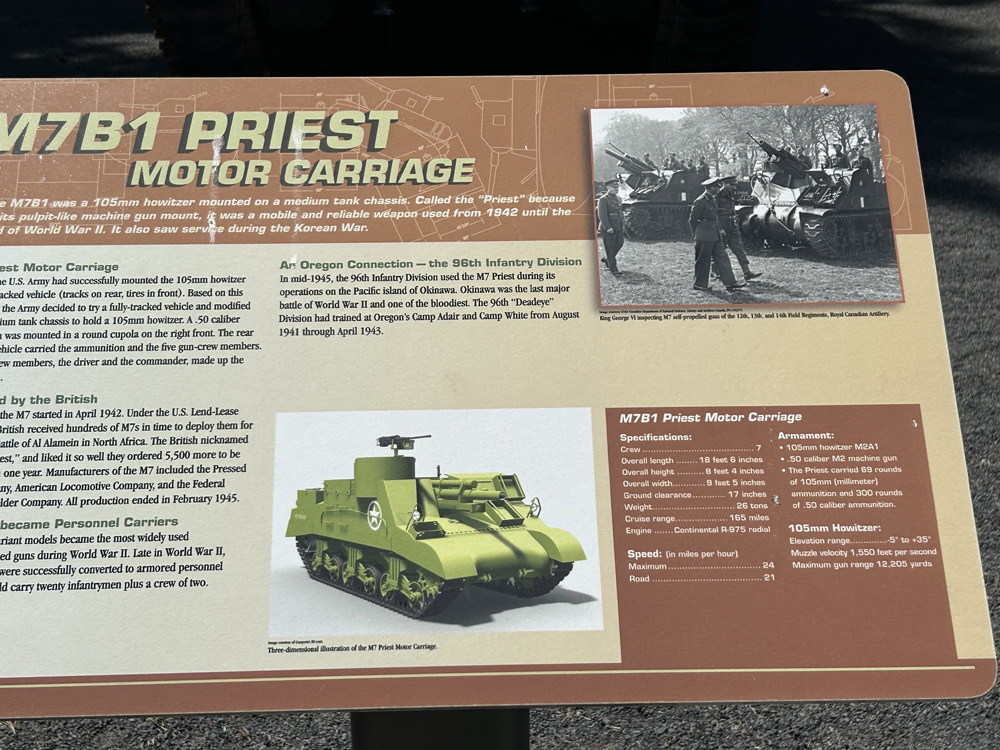 M7B1 PRIEST
MOTOR CARRIAGE
e M7B1 was a 105mm howitzer mounted on a medium tank chassis. Called the "Priest" because
its pulpit-like machine gun mount, it was a mobile and reliable weapon used from 1942 until the
d of World War II. It also saw service during the Korean War.
est Motor Carriage
e U.S. Army had successfully mounted the 105mm howitzer
acked vehicle (tracks on rear, tires in front). Based on this
the Army decided to try a fully-tracked vehicle and modified
ium tank chassis to hold a 105mm howitzer. A .50 caliber
n was mounted in a round cupola on the right front. The rear
ehicle carried the ammunition and the five gun-crew members.
ew members, the driver and the commander, made up the
.
d by the British
the M7 started in April 1942. Under the U.S. Lend-Lease
British received hundreds of M7s in time to deploy them for
attle of Al Alamein in North Africa. The British nicknamed
est," and liked it so well they ordered 5,500 more to be
one year. Manufacturers of the M7 included the Pressed
ny, American Locomotive Company, and the Federal
lder Company. All production ended in February 1945.
became Personnel Carriers
riant models became the most widely used
ed guns during World War II. Late in World War II,
were successfully converted to armored personnel
ld carry twenty infantrymen plus a crew of two.
An Oregon Connection — the 96th Infantry Division
In mid-1945, the 96th Infantry Division used the M7 Priest during its
operations on the Pacific island of Okinawa. Okinawa was the last major
battle of World War II and one of the bloodiest. The 96th "Deadeye"
Division had trained at Oregon's Camp Adair and Camp White from August
1941 through April 1943.
King George VI inspecting M7 self-propelled guns of the 12th, 13th, and 14th Field Regiments, Royal Canadian Artillery.
Three-dimensional illustration of the M7 Priest Motor Carriage.
M7B1 Priest Motor Carriage
Specifications:
Crew ........ 7
Overall length ....... 18 feet 6 inches
Overall height ........ 8 feet 4 inches
Overall width........ 9 feet 5 inches
Ground clearance........... 17 inches
Weight........ 26 tons
Cruise range........ 165 miles
Engine ......Continental R-975 radial
Speed: (in miles per hour)
Maximum ........ 24
Road ........ 21
Armament:
• 105mm howitzer M2A1
• .50 caliber M2 machine gun
• The Priest carried 69 rounds
of 105mm (millimeter)
ammunition and 300 rounds
of .50 caliber ammunition.
105mm Howitzer:
Elevation range............-5° to +35°
Muzzle velocity 1,550 feet per second
Maximum gun range 12,205 yards